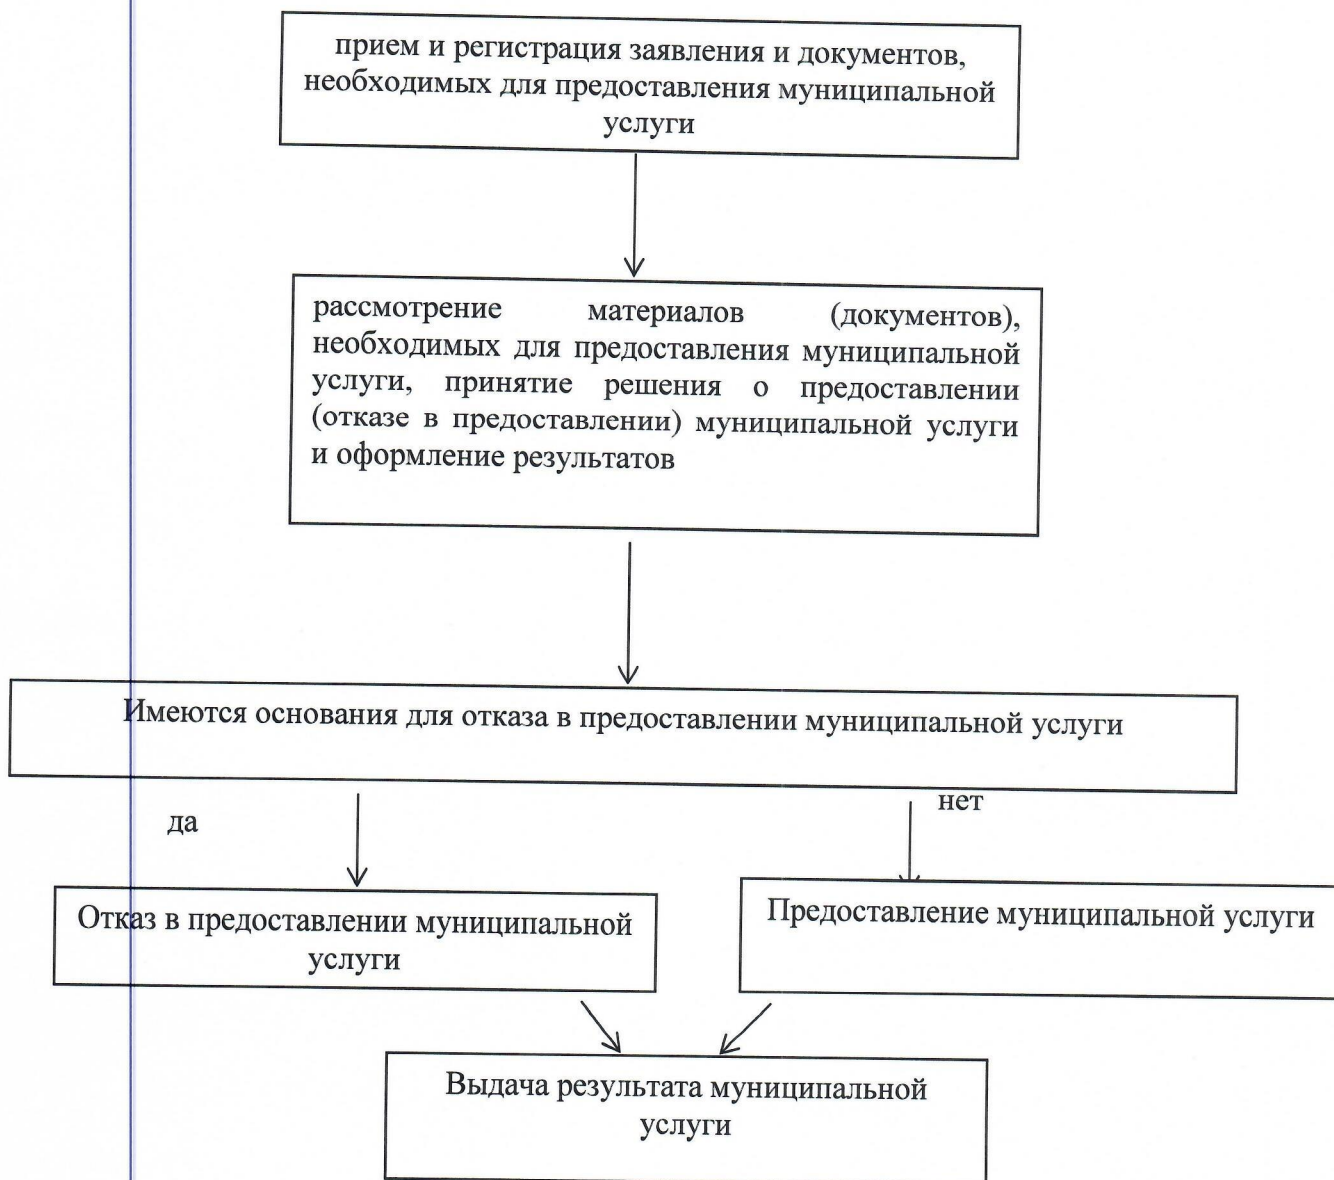 прием и регистрация заявления и документов,
необходимых для предоставления муниципальной
услуги
рассмотрение материалов (документов),
необходимых для предоставления муниципальной
услуги, принятие решения о предоставлении
(отказе в предоставлении) муниципальной услуги
и оформление результатов
Имеются основания для отказа в предоставлении муниципальной услуги
да
нет
Отказ в предоставлении муниципальной
услуги
Предоставление муниципальной услуги
Выдача результата муниципальной
услуги